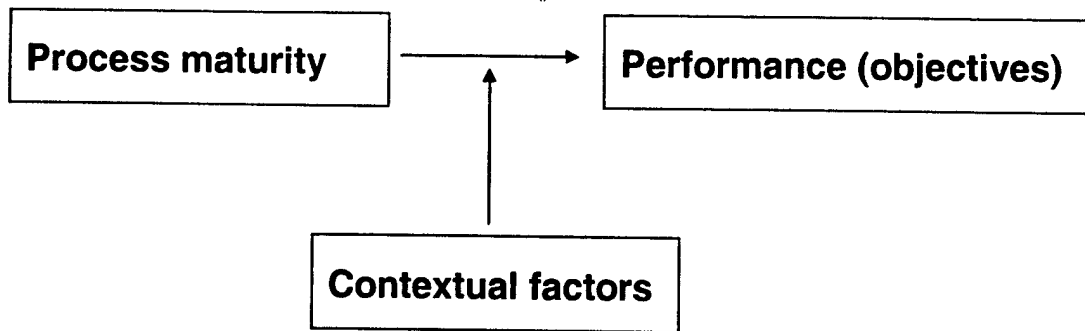 Process maturity
Performance (objectives)
Contextual factors